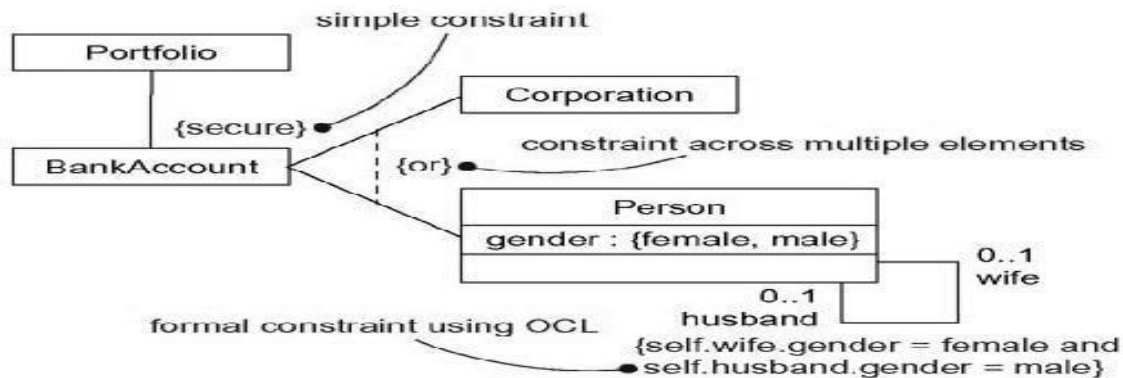 simple constraint
Portfolio
Corporation
{secure}
constraint across multiple elements
BankAccount
{or}
Person
gender : {female, male}
0..1
wife
0..1
husband
formal constraint using OCL
{self.wife.gender = female and
self.husband.gender = male}